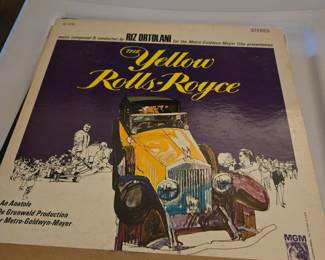 STEREO
music composed & conducted by RIZ ORTOLANI for the Metro-Goldwyn-Mayer film presentation
THE
Yellow
Rolls-Royce
An Anatole
De Grunwald Production
for Metro-Goldwyn-Mayer
MGM